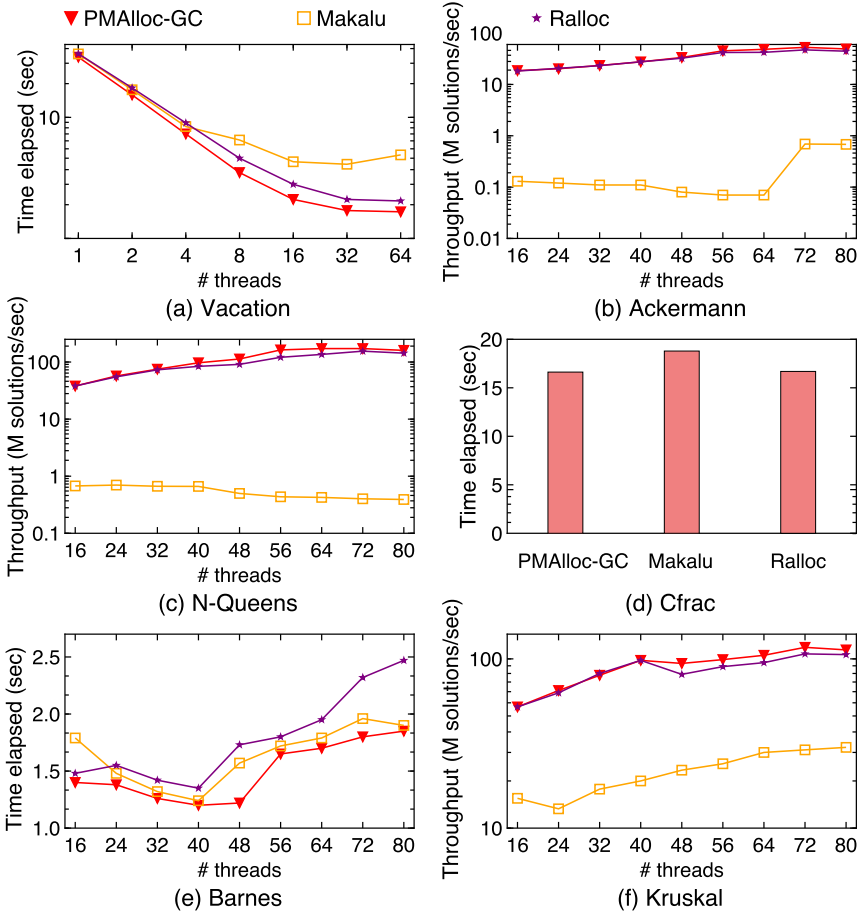 PMAlloc-GC Makalu Ralloc
Time elapsed (sec)
10
1 2 4 8 16 32 64
# threads
(a) Vacation
Throughput (M solutions/sec)
100
10
1
0.1
0.01
16 24 32 40 48 56 64 72 80
# threads
(b) Ackermann
Throughput (M solutions/sec)
100
10
1
0.1
16 24 32 40 48 56 64 72 80
# threads
(c) N-Queens
Time elapsed (sec)
20
15
10
5
0
PMAlloc-GC Makalu Ralloc
(d) Cfrac
Time elapsed (sec)
2.5
2.0
1.5
1.0
16 24 32 40 48 56 64 72 80
# threads
(e) Barnes
Throughput (M solutions/sec)
100
10
16 24 32 40 48 56 64 72 80
# threads
(f) Kruskal